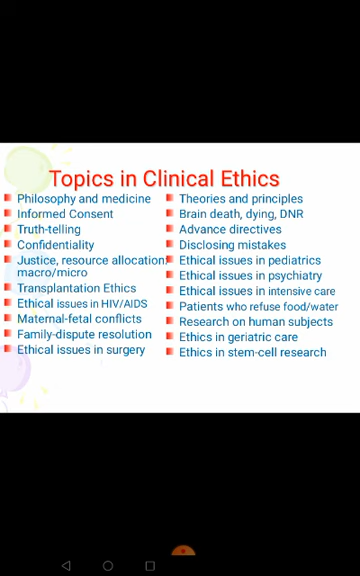 Topics in Clinical Ethics
Philosophy and medicine
Informed Consent
Truth-telling
Confidentiality
Justice, resource allocation;
macro/micro
Transplantation Ethics
Ethical issues in HIV/AIDS
Maternal-fetal conflicts
Family-dispute resolution
Ethical issues in surgery
Theories and principles
Brain death, dying, DNR
Advance directives
Disclosing mistakes
Ethical issues in pediatrics
Ethical issues in psychiatry
Ethical issues in intensive care
Patients who refuse food/water
Research on human subjects
Ethics in geriatric care
Ethics in stem-cell research